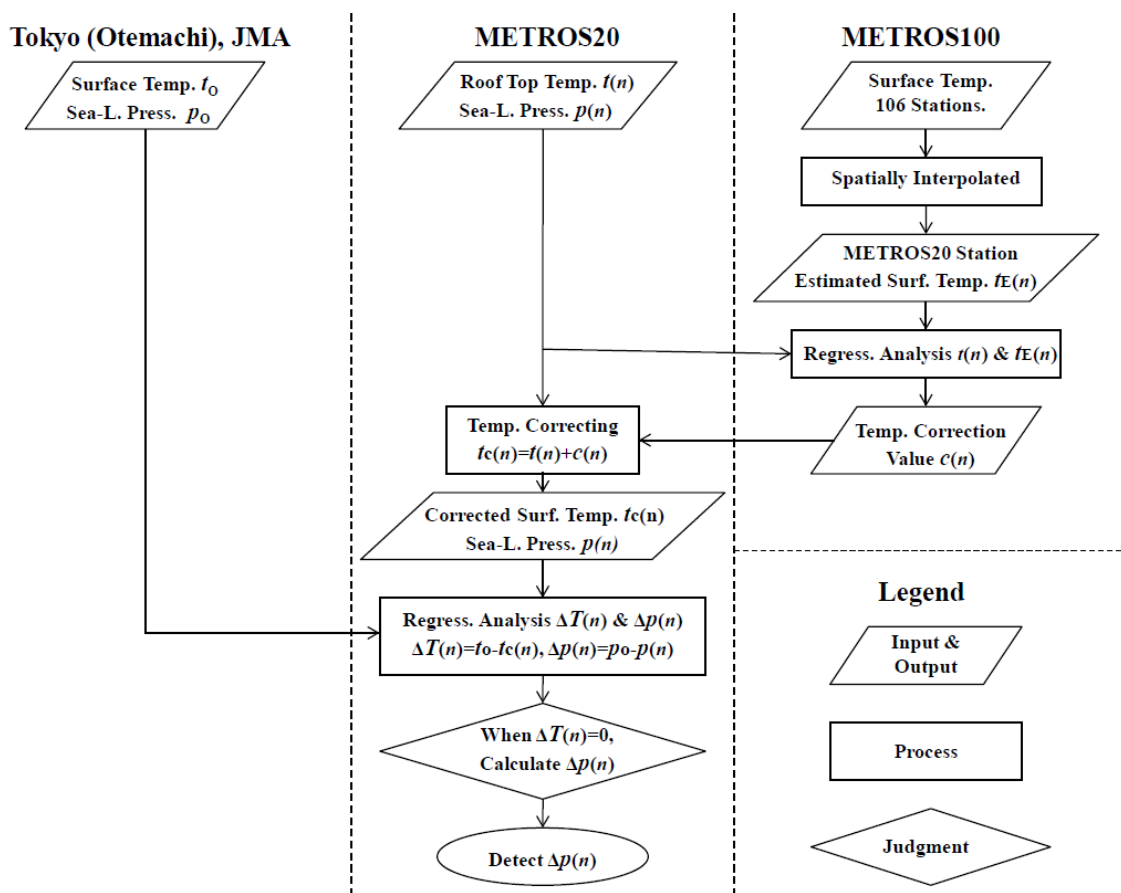 Tokyo (Otemachi), JMA
Surface Temp. tO
Sea-L. Press. pO
METROS20
Roof Top Temp. t(n)
Sea-L. Press. p(n)
Temp. Correcting
tc(n)=t(n)+c(n)
Corrected Surf. Temp. tc(n)
Sea-L. Press. p(n)
Regress. Analysis ΔT(n) & Δp(n)
ΔT(n)=to-tc(n), Δp(n)=po-p(n)
When ΔT(n)=0,
Calculate Δp(n)
Detect Δp(n)
METROS100
Surface Temp.
106 Stations.
Spatially Interpolated
METROS20 Station
Estimated Surf. Temp. tE(n)
Regress. Analysis t(n) & tE(n)
Temp. Correction
Value c(n)
Legend
Input &
Output
Process
Judgment